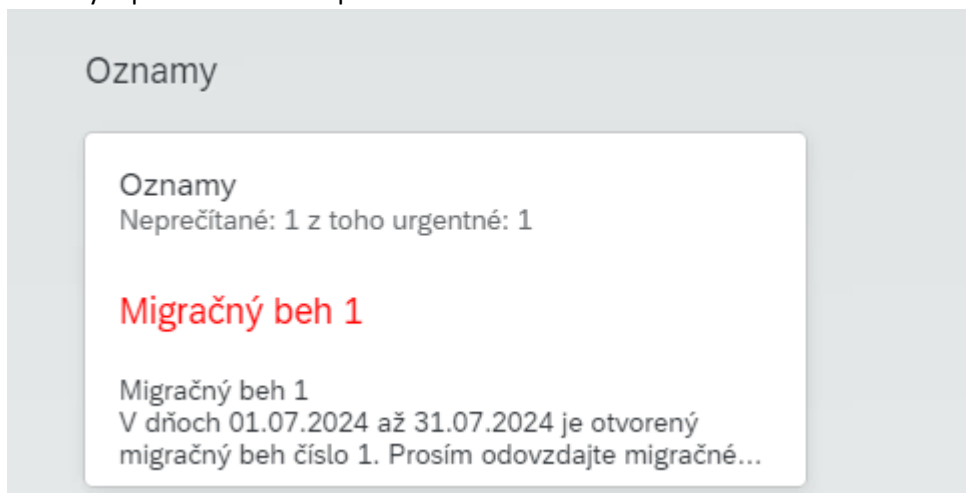 Oznamy
Oznamy
Neprečítané: 1 z toho urgentné: 1
Migračný beh 1
Migračný beh 1
V dňoch 01.07.2024 až 31.07.2024 je otvorený
migračný beh číslo 1. Prosím odovzdajte migračné...